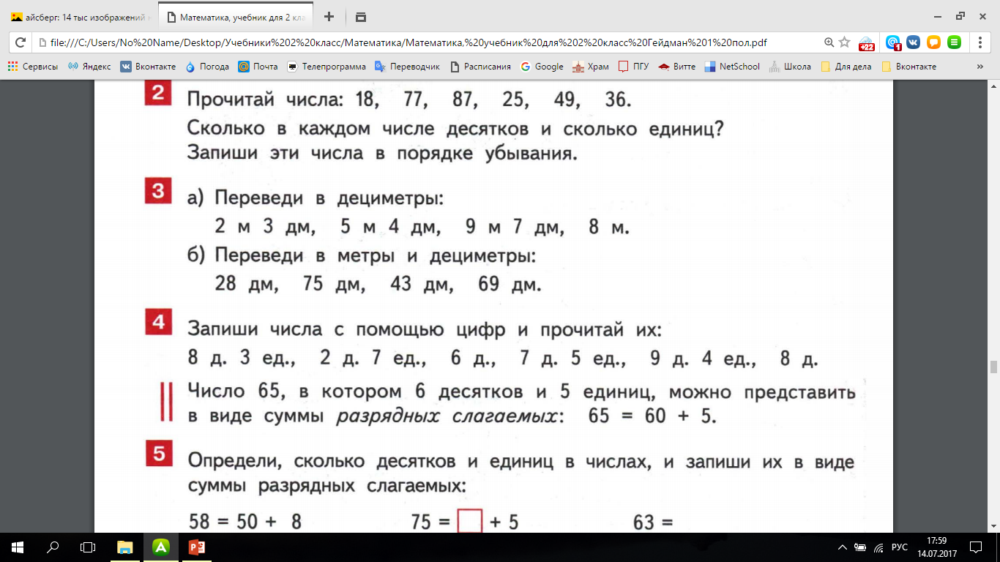 айсберг: 14 тыс изображений н
Математика, учебник для 2 кла
file:///C:/Users/No%20Name/Desktop/Учебники%202%20класс/Математика/Математика,%20учебник%20для%202%20класс%20Гейдман%201%20пол.pdf
+22
1
Сервисы Яндекс Вконтакте Погода Почта Телепрограмма Переводчик Расписания Google Храм ПГУ Витте NetSchool Школа Для дела Вконтакте »
2 Прочитай числа: 18, 77, 87, 25, 49, 36.
Сколько в каждом числе десятков и сколько единиц?
Запиши эти числа в порядке убывания.
3 а) Переведи в дециметры:
2 м 3 дм, 5 м 4 дм, 9 м 7 дм, 8 м.
б) Переведи в метры и дециметры:
28 дм, 75 дм, 43 дм, 69 дм.
4 Запиши числа с помощью цифр и прочитай их:
8 д. 3 ед., 2 д. 7 ед., 6 д., 7 д. 5 ед., 9 д. 4 ед., 8 д.
Число 65, в котором 6 десятков и 5 единиц, можно представить
в виде суммы разрядных слагаемых: 65 = 60 + 5.
5 Определи, сколько десятков и единиц в числах, и запиши их в виде
суммы разрядных слагаемых:
58 = 50 + 8 75 = □ + 5 63 =
РУС
17:59
14.07.2017